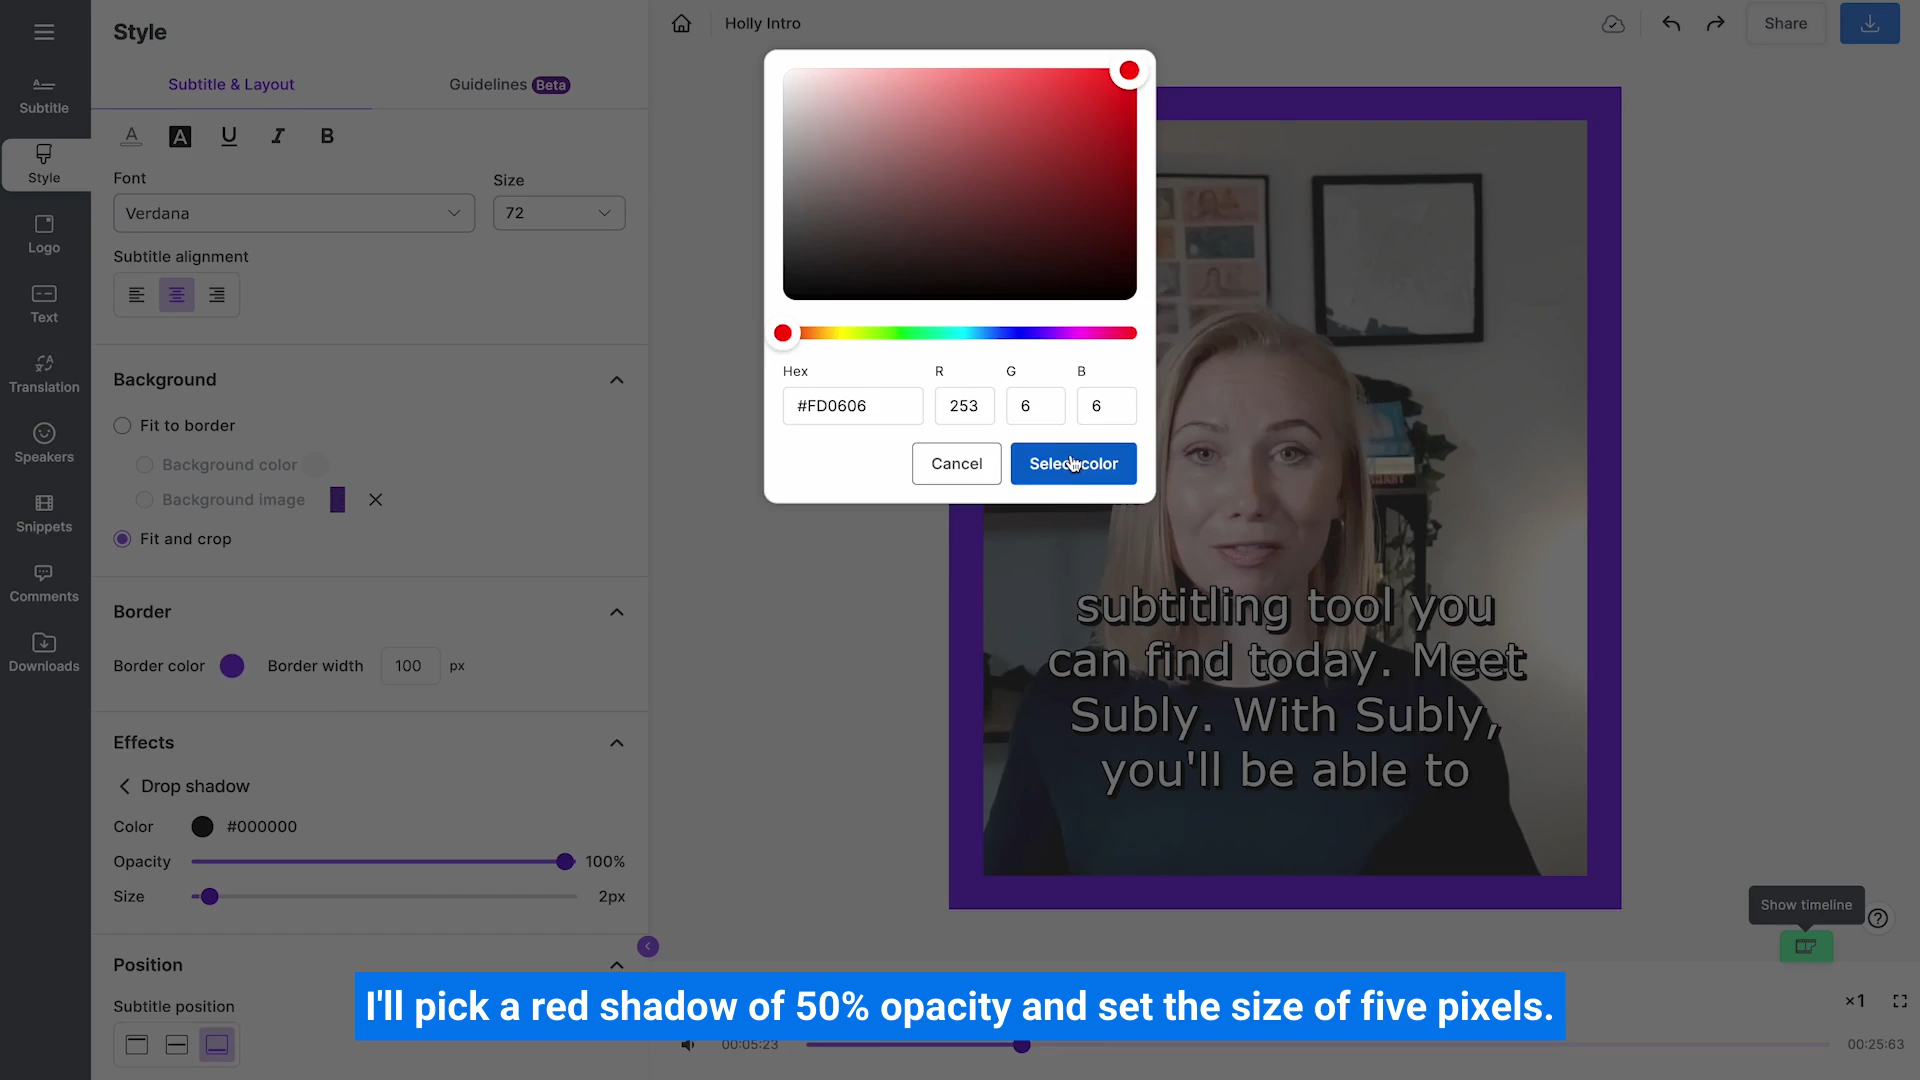 Style
Holly Intro
Share
Subtitle & Layout
Guidelines Beta
Subtitle
Style
Logo
Text
Translation
Speakers
Snippets
Comments
Downloads
A A U I B
Font
Size
Verdana
72
Subtitle alignment
Background
Fit to border
Background color
Background image
Fit and crop
Border
Border color
Border width 100 px
Effects
Drop shadow
Color #000000
Opacity 100%
Size 2px
Position
Subtitle position
Hex R G B
#FD0606 253 6 6
Cancel
Select color
subtitling tool you
can find today. Meet
Subly. With Subly,
you'll be able to
Show timeline
I'll pick a red shadow of 50% opacity and set the size of five pixels.
×1
00:05:23
00:25:63